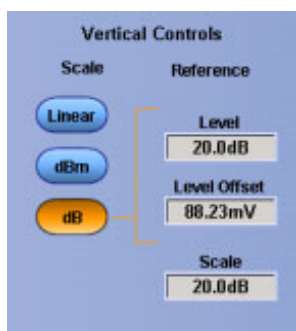 Vertical Controls
Scale
Reference
Linear
dBm
dB
Level
20.0dB
Level Offset
88.23mV
Scale
20.0dB